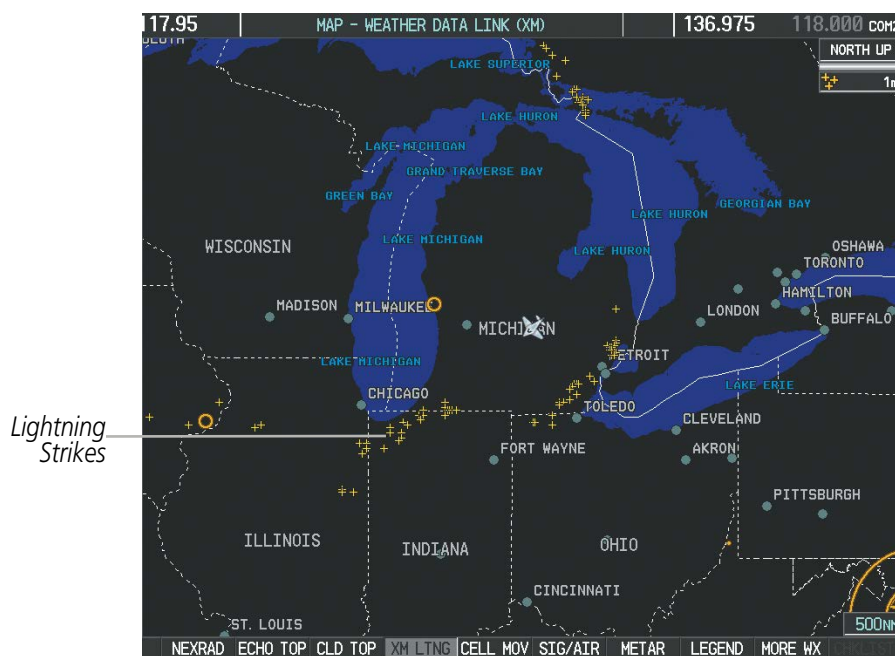 117.95
MAP – WEATHER DATA LINK (XM)
136.975
118.000 COM2
NORTH UP
LAKE SUPERIOR
LAKE HURON
LAKE MICHIGAN
GRAND TRAVERSE BAY
GREEN BAY
GEORGIAN BAY
LAKE HURON
LAKE MICHIGAN
LAKE HURON
WISCONSIN
OSHAWA
TORONTO
HAMILTON
MADISON
MILWAUKEE
LONDON
BUFFALO
MICHIGAN
LAKE MICHIGAN
ETROIT
LAKE ERIE
CHICAGO
TOLEDO
CLEVELAND
Lightning
Strikes
FORT WAYNE
AKRON
PITTSBURGH
ILLINOIS
INDIANA
OHIO
CINCINNATI
ST. LOUIS
500NM
NEXRAD ECHO TOP CLD TOP XM LTNG CELL MOV SIG/AIR METAR LEGEND MORE WX